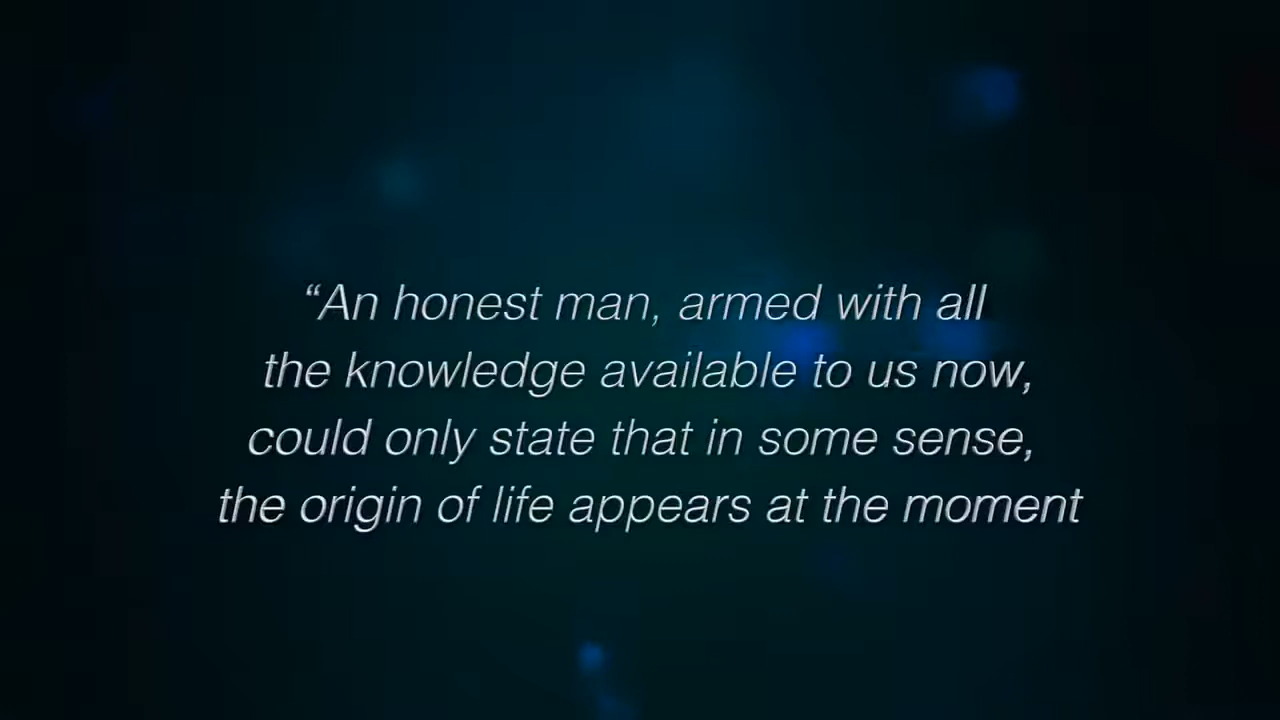 “An honest man, armed with all
the knowledge available to us now,
could only state that in some sense,
the origin of life appears at the moment